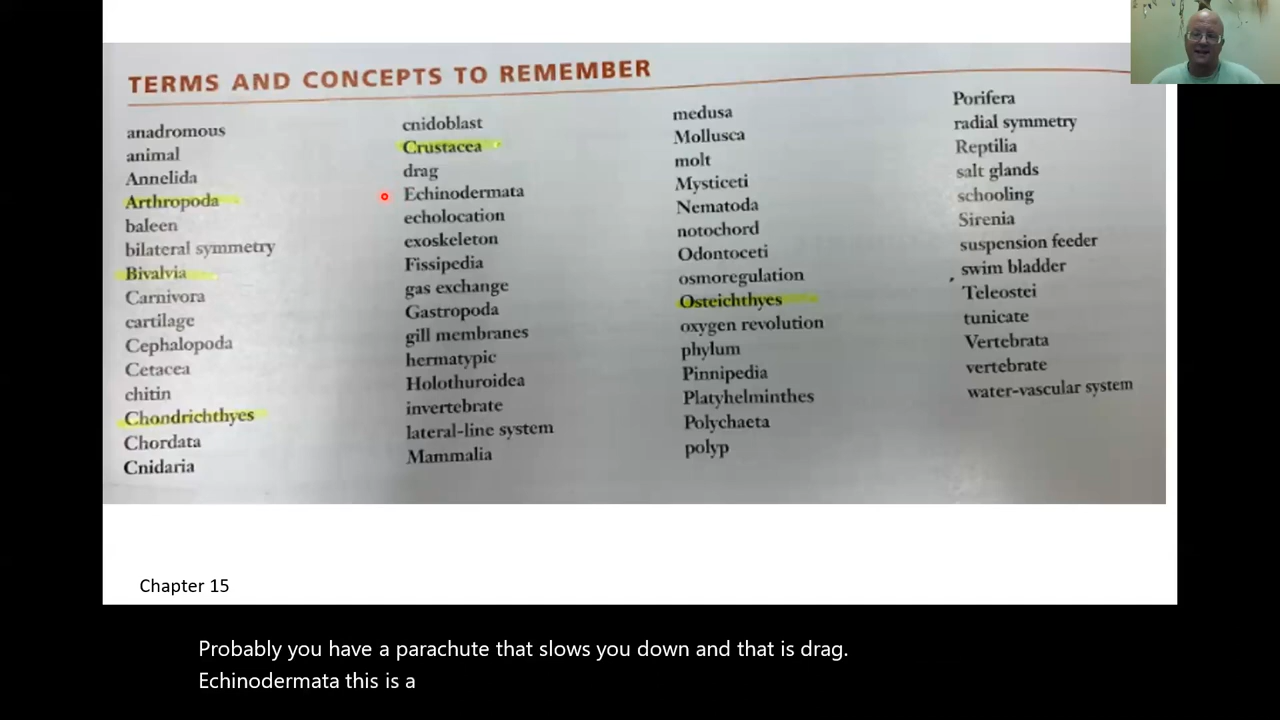 TERMS AND CONCEPTS TO REMEMBER
anadromous
animal
Annelida
Arthropoda
baleen
bilateral symmetry
Bivalvia
Carnivora
cartilage
Cephalopoda
Cetacea
chitin
Chondrichthyes
Chordata
Cnidaria
cnidoblast
Crustacea
drag
Echinodermata
echolocation
exoskeleton
Fissipedia
gas exchange
Gastropoda
gill membranes
hermatypic
Holothuroidea
invertebrate
lateral-line system
Mammalia
medusa
Mollusca
molt
Mysticeti
Nematoda
notochord
Odontoceti
osmoregulation
Osteichthyes
oxygen revolution
phylum
Pinnipedia
Platyhelminthes
Polychaeta
polyp
Porifera
radial symmetry
Reptilia
salt glands
schooling
Sirenia
suspension feeder
swim bladder
Teleostei
tunicate
Vertebrata
vertebrate
water-vascular system
Chapter 15
Probably you have a parachute that slows you down and that is drag.
Echinodermata this is a